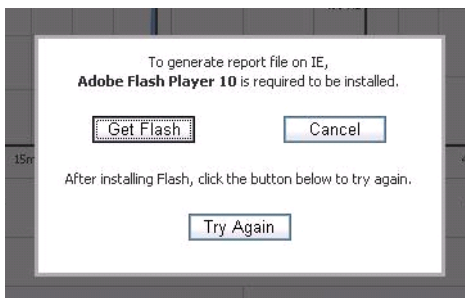 To generate report file on IE,
Adobe Flash Player 10 is required to be installed.
Get Flash
Cancel
15m
After installing Flash, click the button below to try again.
Try Again